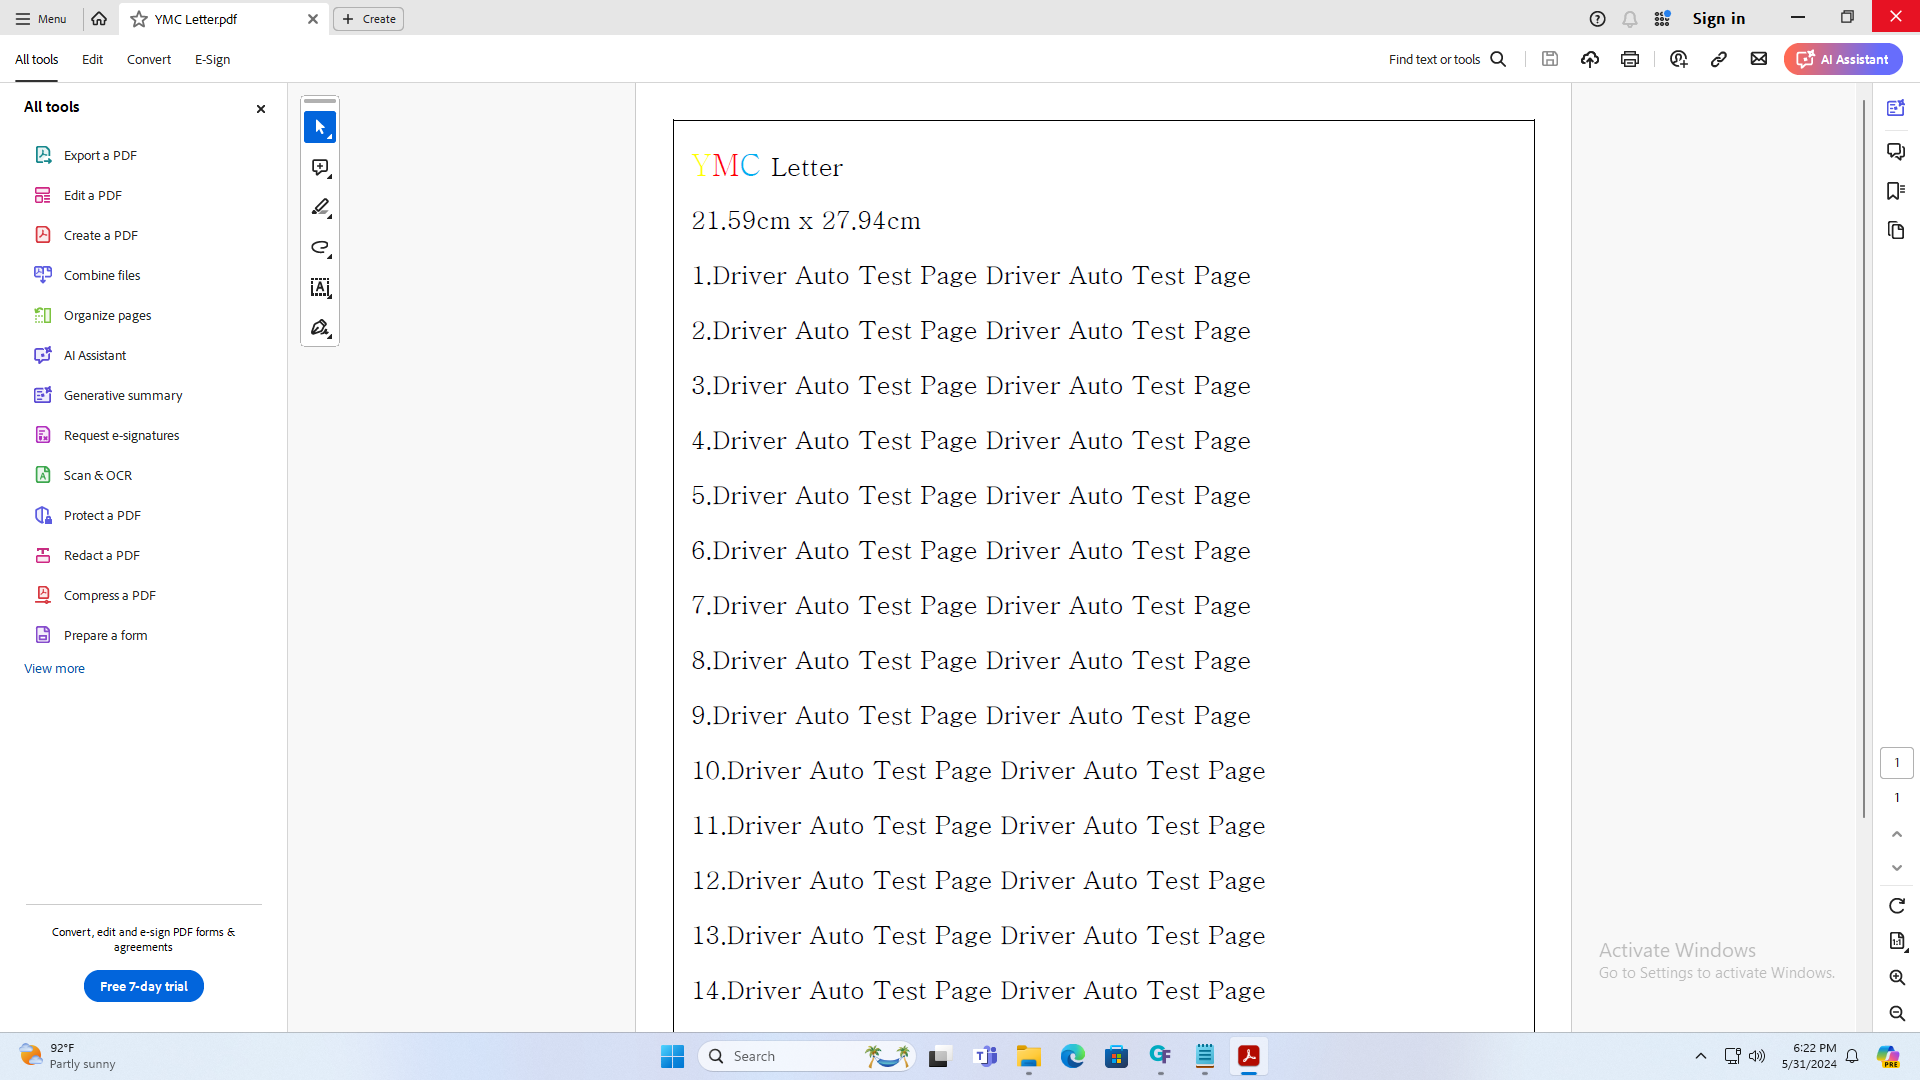 Menu
YMC Letter.pdf
Create
Sign in
All tools
Edit
Convert
E-Sign
Find text or tools
AI Assistant
All tools
Export a PDF
Edit a PDF
Create a PDF
Combine files
Organize pages
AI Assistant
Generative summary
Request e-signatures
Scan & OCR
Protect a PDF
Redact a PDF
Compress a PDF
Prepare a form
View more
Convert, edit and e-sign PDF forms &
agreements
Free 7-day trial
YMC Letter
21.59cm x 27.94cm
1.Driver Auto Test Page Driver Auto Test Page
2.Driver Auto Test Page Driver Auto Test Page
3.Driver Auto Test Page Driver Auto Test Page
4.Driver Auto Test Page Driver Auto Test Page
5.Driver Auto Test Page Driver Auto Test Page
6.Driver Auto Test Page Driver Auto Test Page
7.Driver Auto Test Page Driver Auto Test Page
8.Driver Auto Test Page Driver Auto Test Page
9.Driver Auto Test Page Driver Auto Test Page
10.Driver Auto Test Page Driver Auto Test Page
11.Driver Auto Test Page Driver Auto Test Page
12.Driver Auto Test Page Driver Auto Test Page
13.Driver Auto Test Page Driver Auto Test Page
14.Driver Auto Test Page Driver Auto Test Page
1
1
Activate Windows
Go to Settings to activate Windows.
92°F
Partly sunny
Search
6:22 PM
5/31/2024
PRE